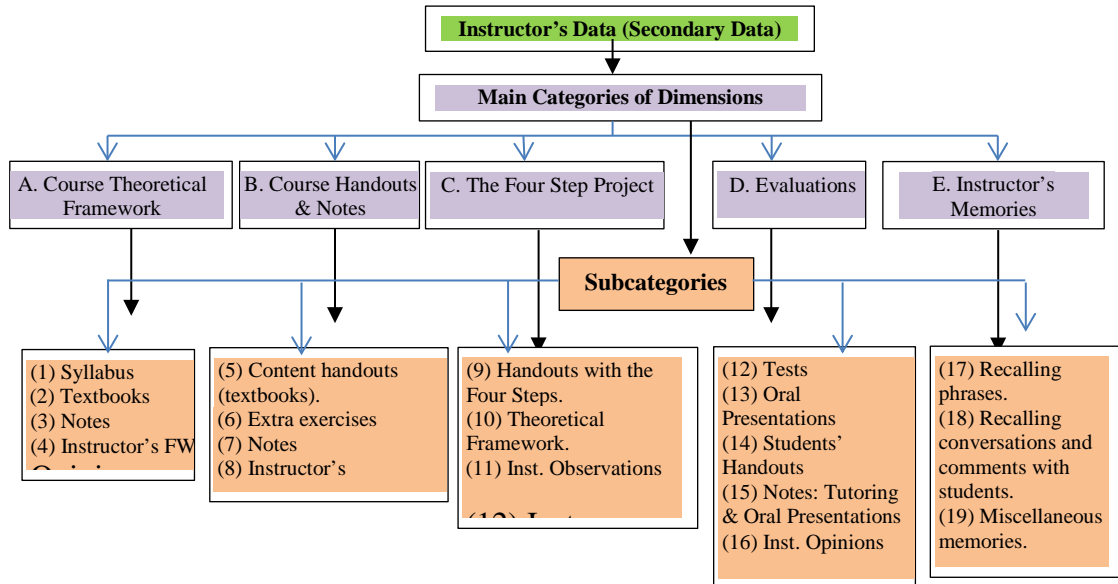 Instructor's Data (Secondary Data)
Main Categories of Dimensions
A. Course Theoretical
Framework
B. Course Handouts
& Notes
C. The Four Step Project
D. Evaluations
E. Instructor's
Memories
Subcategories
(1) Syllabus
(2) Textbooks
(3) Notes
(4) Instructor's FW
(5) Content handouts
(textbooks).
(6) Extra exercises
(7) Notes
(8) Instructor's
(9) Handouts with the
Four Steps.
(10) Theoretical
Framework.
(11) Inst. Observations
(12) Tests
(13) Oral
Presentations
(14) Students'
Handouts
(15) Notes: Tutoring
& Oral Presentations
(16) Inst. Opinions
(17) Recalling
phrases.
(18) Recalling
conversations and
comments with
students.
(19) Miscellaneous
memories.